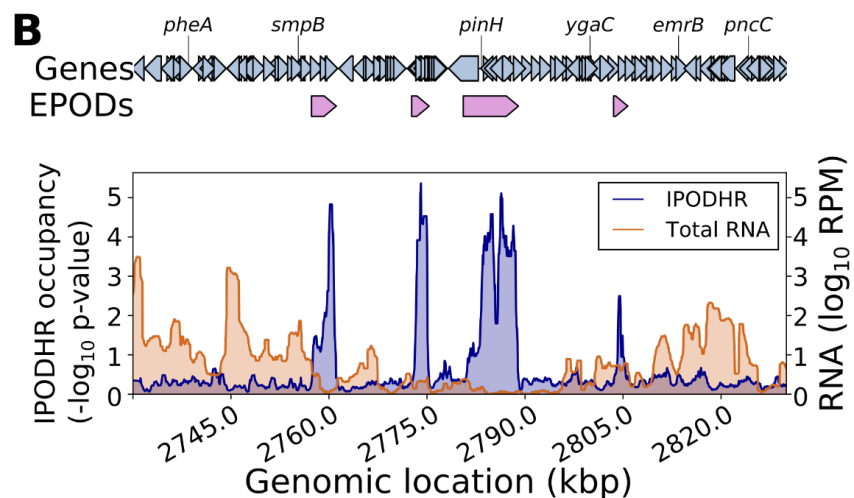 B
pheA smpB pinH ygaC emrB pncC
Genes
EPODs
IPODHR occupancy
(-log10 p-value)
5
4
3
2
1
0
IPODHR
Total RNA
5
4
3
2
1
0
RNA (log10 RPM)
2745.0 2760.0 2775.0 2790.0 2805.0 2820.0
Genomic location (kbp)